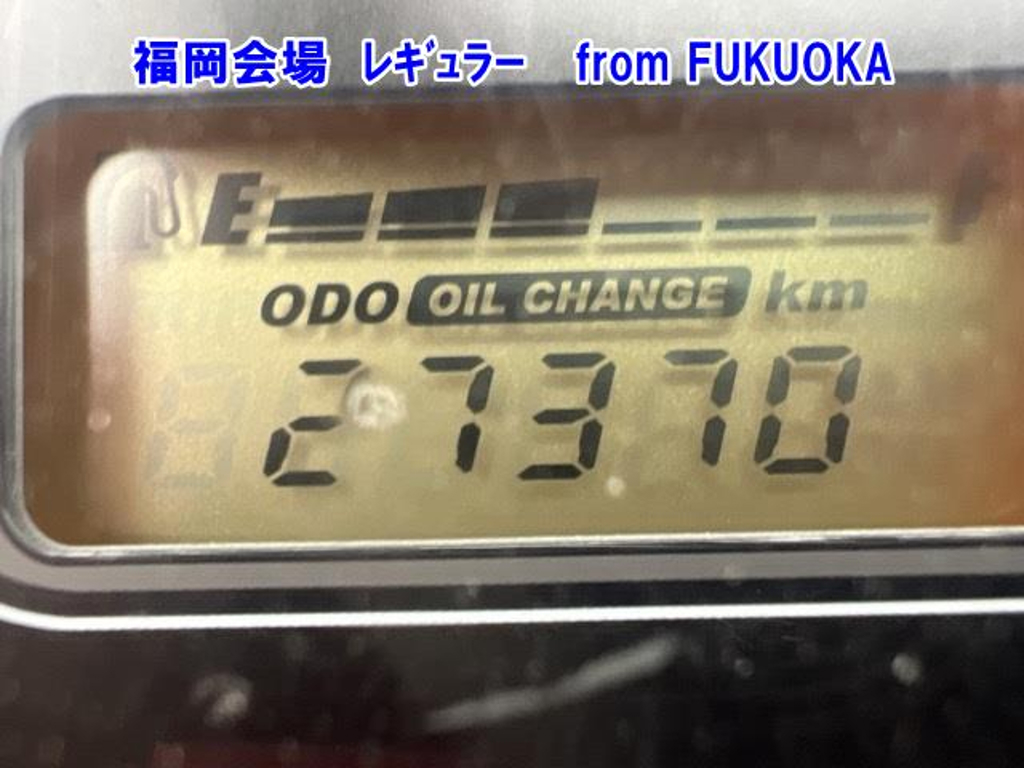 福岡会場 ﾚｷﾞｭﾗｰ from FUKUOKA
E F
ODO OIL CHANGE km
27370